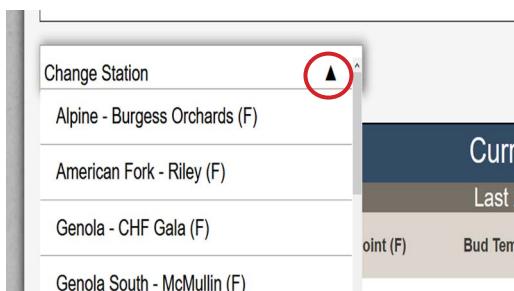 Change Station ▲
Alpine - Burgess Orchards (F)
American Fork - Riley (F)
Genola - CHF Gala (F)
Genola South - McMullin (F)
Curr
Last
oint (F) Bud Tem